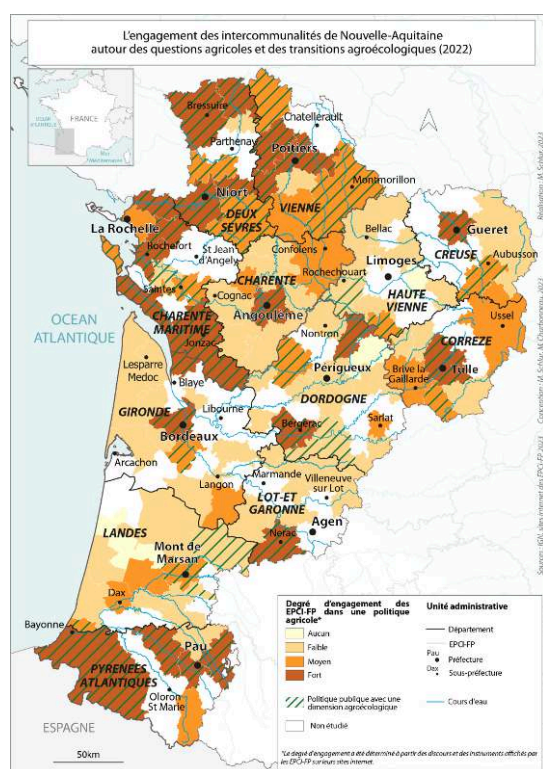 L'engagement des intercommunalités de Nouvelle-Aquitaine
autour des questions agricoles et des transitions agroécologiques (2022)
FRANCE
Bressuire
Chatellerault
Parthenay
Poitiers
Montmorillon
Niort
DEUX
SEVRES
VIENNE
La Rochelle
Rochefort
St Jean
d'Angely
Confolens
Bellac
Gueret
CREUSE
Limoges
Aubusson
Rochechouart
CHARENTE
Saintes
Cognac
Angoulème
HAUTE
VIENNE
CHARENTE
MARITIME
Jonzac
Nontron
Ussel
CORREZE
Tulle
OCEAN
ATLANTIQUE
Lesparre
Medoc
Blaye
Périgueux
Brive la
Gaillarde
DORDOGNE
GIRONDE
Libourne
Bordeaux
Bergerac
Sarlat
Arcachon
Langon
Marmande
Villeneuve
sur Lot
LOT-ET
GARONNE
Agen
LANDES
Nerac
Mont de
Marsan
Dax
Bayonne
Pau
PYRENEES
ATLANTIQUES
Oloron
St Marie
ESPAGNE
50km
Degré d'engagement des
EPCI-FP dans une politique
agricole*
Aucun
Faible
Moyen
Fort
Politique publique avec une
dimension agroécologique
Non étudié
Unité administrative
Département
EPCI-FP
Pau
Préfecture
Dax
Sous-préfecture
Cours d'eau
*Le degré d'engagement a été déterminé à partir des discours et des instruments affichés par
les EPCI-FP sur leurs sites internet.